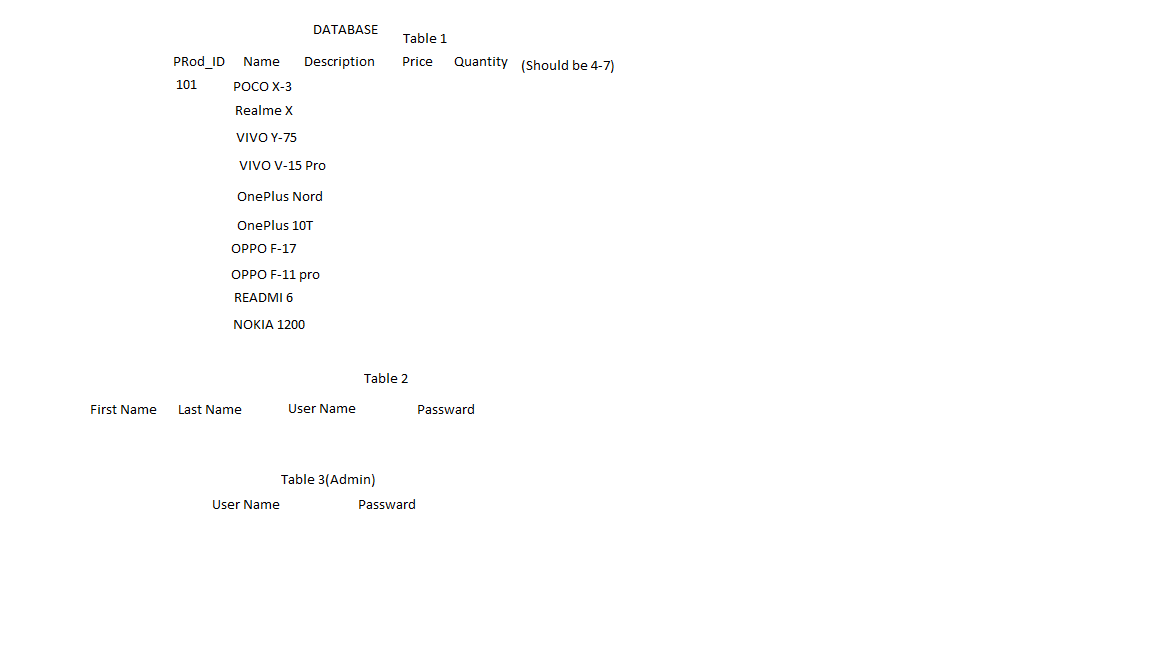 DATABASE
Table 1
PRod_ID Name Description Price Quantity (Should be 4-7)
101 POCO X-3
Realme X
VIVO Y-75
VIVO V-15 Pro
OnePlus Nord
OnePlus 10T
OPPO F-17
OPPO F-11 pro
READMI 6
NOKIA 1200
Table 2
First Name Last Name User Name Passward
Table 3(Admin)
User Name Passward